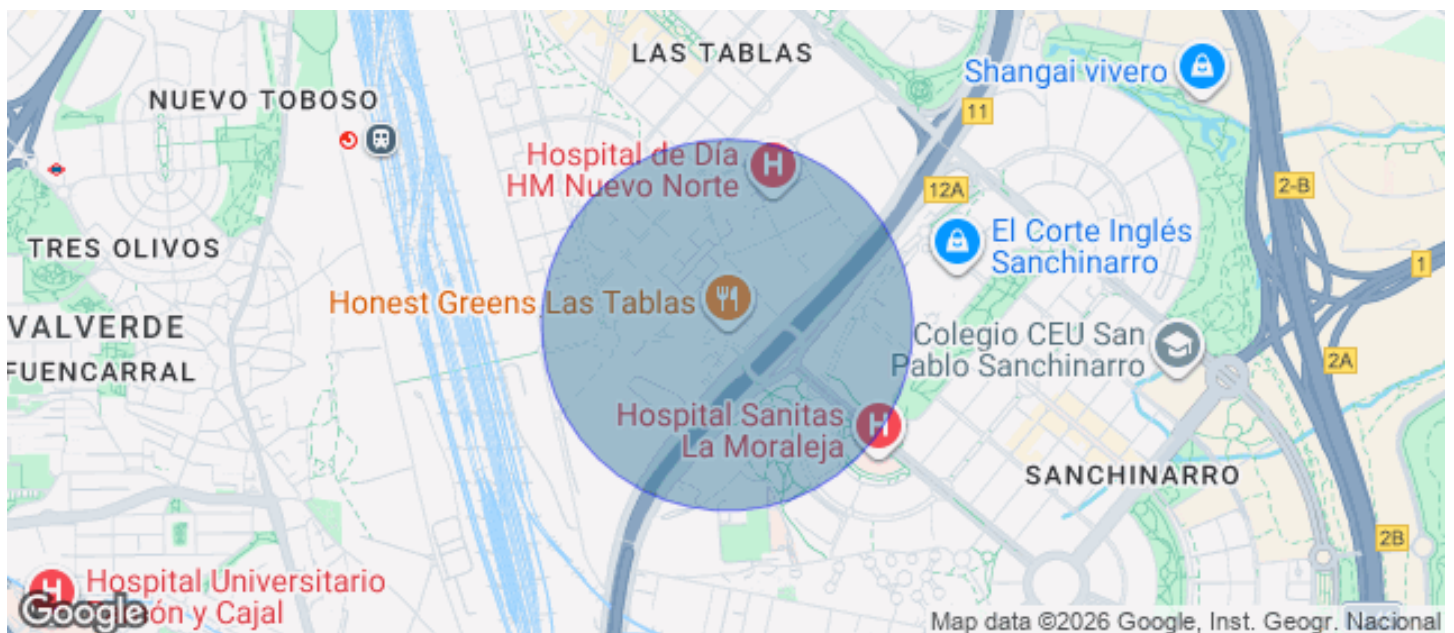 LAS TABLAS
Shangai vivero
NUEVO TOBOSO
11
Hospital de Día
HM Nuevo Norte
12A
2-B
El Corte Inglés
Sanchinarro
TRES OLIVOS
1
Honest Greens Las Tablas
VALVERDE
Colegio CEU San
Pablo Sanchinarro
2A
FUENCARRAL
Hospital Sanitas
La Moraleja
SANCHINARRO
2B
Hospital Universitario
y Cajal
Google
Map data ©2026 Google, Inst. Geogr. Nacional